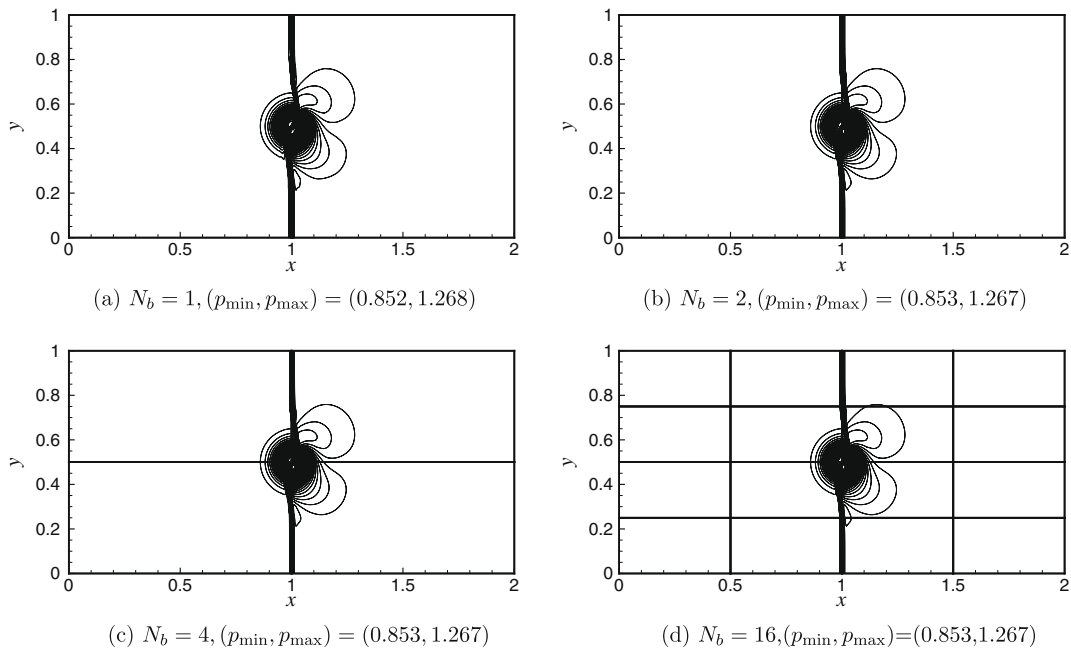 1
0.8
0.6
y
0.4
0.2
0
0 0.5 1 1.5 2
x
(a) N_b = 1, (p_min, p_max) = (0.852, 1.268)
1
0.8
0.6
y
0.4
0.2
0
0 0.5 1 1.5 2
x
(b) N_b = 2, (p_min, p_max) = (0.853, 1.267)
1
0.8
0.6
y
0.4
0.2
0
0 0.5 1 1.5 2
x
(c) N_b = 4, (p_min, p_max) = (0.853, 1.267)
1
0.8
0.6
y
0.4
0.2
0
0 0.5 1 1.5 2
x
(d) N_b = 16,(p_min, p_max)=(0.853,1.267)